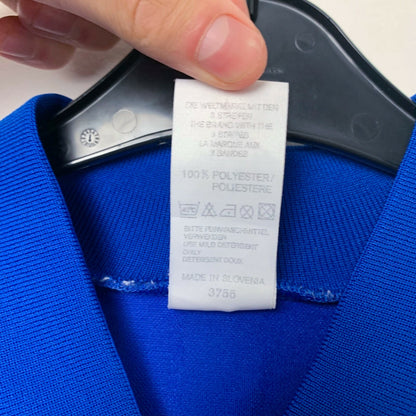 DIE WELTMARKE MIT DEN
3 STREIFEN
THE BRAND WITH THE
3 STRIPES
LA MARQUE AUX
3 BANDES
100% POLYESTER/
POLIESTERE
BITTE FEINWASCHMITTEL
VERWENDEN
USE MILD DETERGENT
ONLY
DETERGENT DOUX
MADE IN SLOVENIA
3755